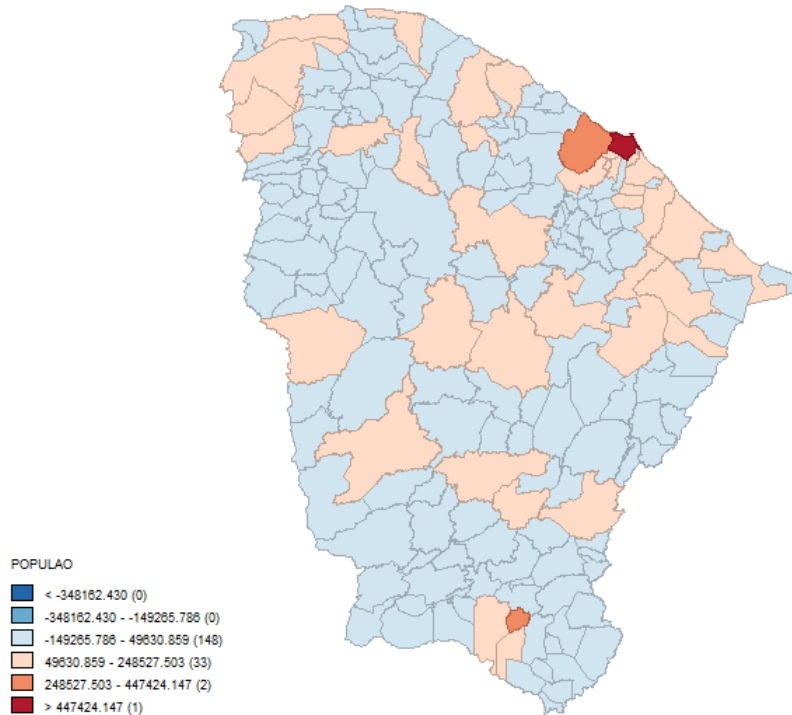 POPULAO
< -348162.430 (0)
-348162.430 - -149265.786 (0)
-149265.786 - 49630.859 (148)
49630.859 - 248527.503 (33)
248527.503 - 447424.147 (2)
> 447424.147 (1)